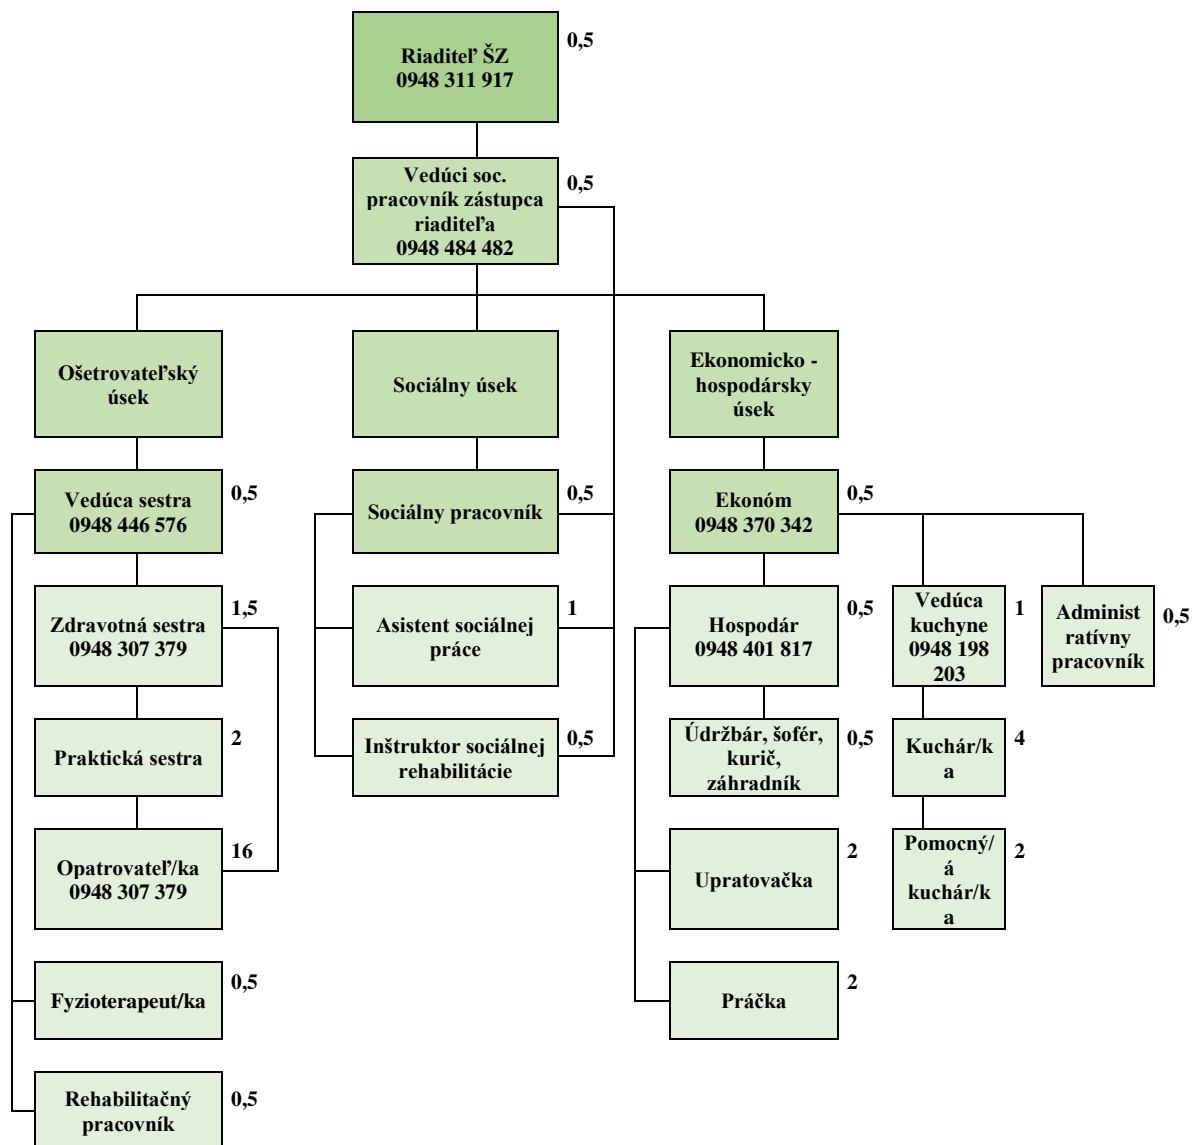 Riaditeľ ŠZ
0948 311 917
0,5
Vedúci soc.
pracovník zástupca
riaditeľa
0948 484 482
0,5
Ošetrovateľský
úsek
Sociálny úsek
Ekonomicko -
hospodársky
úsek
Vedúca sestra
0948 446 576
0,5
Sociálny pracovník
0,5
Ekonóm
0948 370 342
0,5
Zdravotná sestra
0948 307 379
1,5
Asistent sociálnej
práce
1
Hospodár
0948 401 817
0,5
Vedúca
kuchyne
0948 198
203
1
Administ
ratívny
pracovník
0,5
Praktická sestra
2
Inštruktor sociálnej
rehabilitácie
0,5
Údržbár, šofér,
kurič,
záhradník
0,5
Kuchár/k
a
4
Opatrovateľ/ka
0948 307 379
16
Upratovačka
2
Pomocný/
á
kuchár/k
a
2
Fyzioterapeut/ka
0,5
Práčka
2
Rehabilitačný
pracovník
0,5